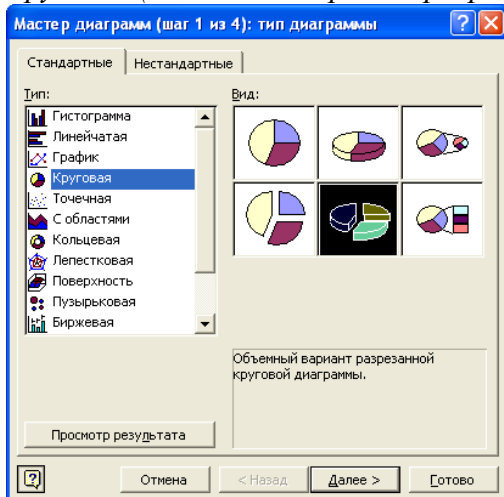 Мастер диаграмм (шаг 1 из 4): тип диаграммы
Стандартные Нестандартные
Тип:
Гистограмма
Линейчатая
График
Круговая
Точечная
С областями
Кольцевая
Лепестковая
Поверхность
Пузырьковая
Биржевая
Вид:
Объемный вариант разрезанной
круговой диаграммы.
Просмотр результата
Отмена < Назад Далее > Готово